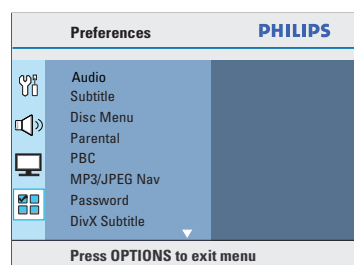 Preferences
PHILIPS
Audio
Subtitle
Disc Menu
Parental
PBC
MP3/JPEG Nav
Password
DivX Subtitle
Press OPTIONS to exit menu